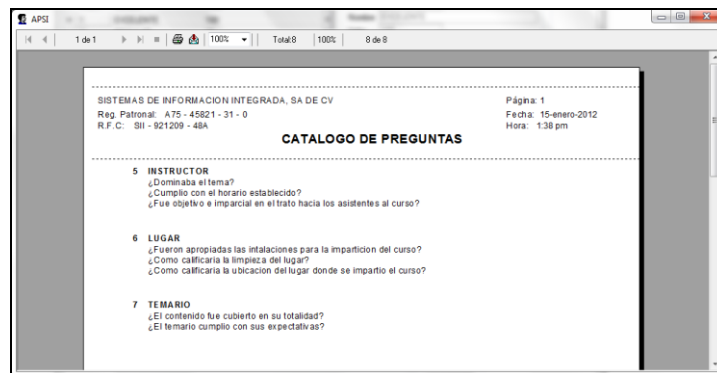 APSI
1 de 1 100% Total:8 100% 8 de 8
SISTEMAS DE INFORMACION INTEGRADA, SA DE CV Página: 1
Reg. Patronal: A75 - 45821 - 31 - 0 Fecha: 15-enero-2012
R.F.C: SII - 921209 - 48A Hora: 1:38 pm
CATALOGO DE PREGUNTAS
5 INSTRUCTOR
¿Dominaba el tema?
¿Cumplio con el horario establecido?
¿Fue objetivo e imparcial en el trato hacia los asistentes al curso?
6 LUGAR
¿Fueron apropiadas las intalaciones para la imparticion del curso?
¿Como calificaria la limpieza del lugar?
¿Como calificaria la ubicacion del lugar donde se impartio el curso?
7 TEMARIO
¿El contenido fue cubierto en su totalidad?
¿El temario cumplio con sus expectativas?